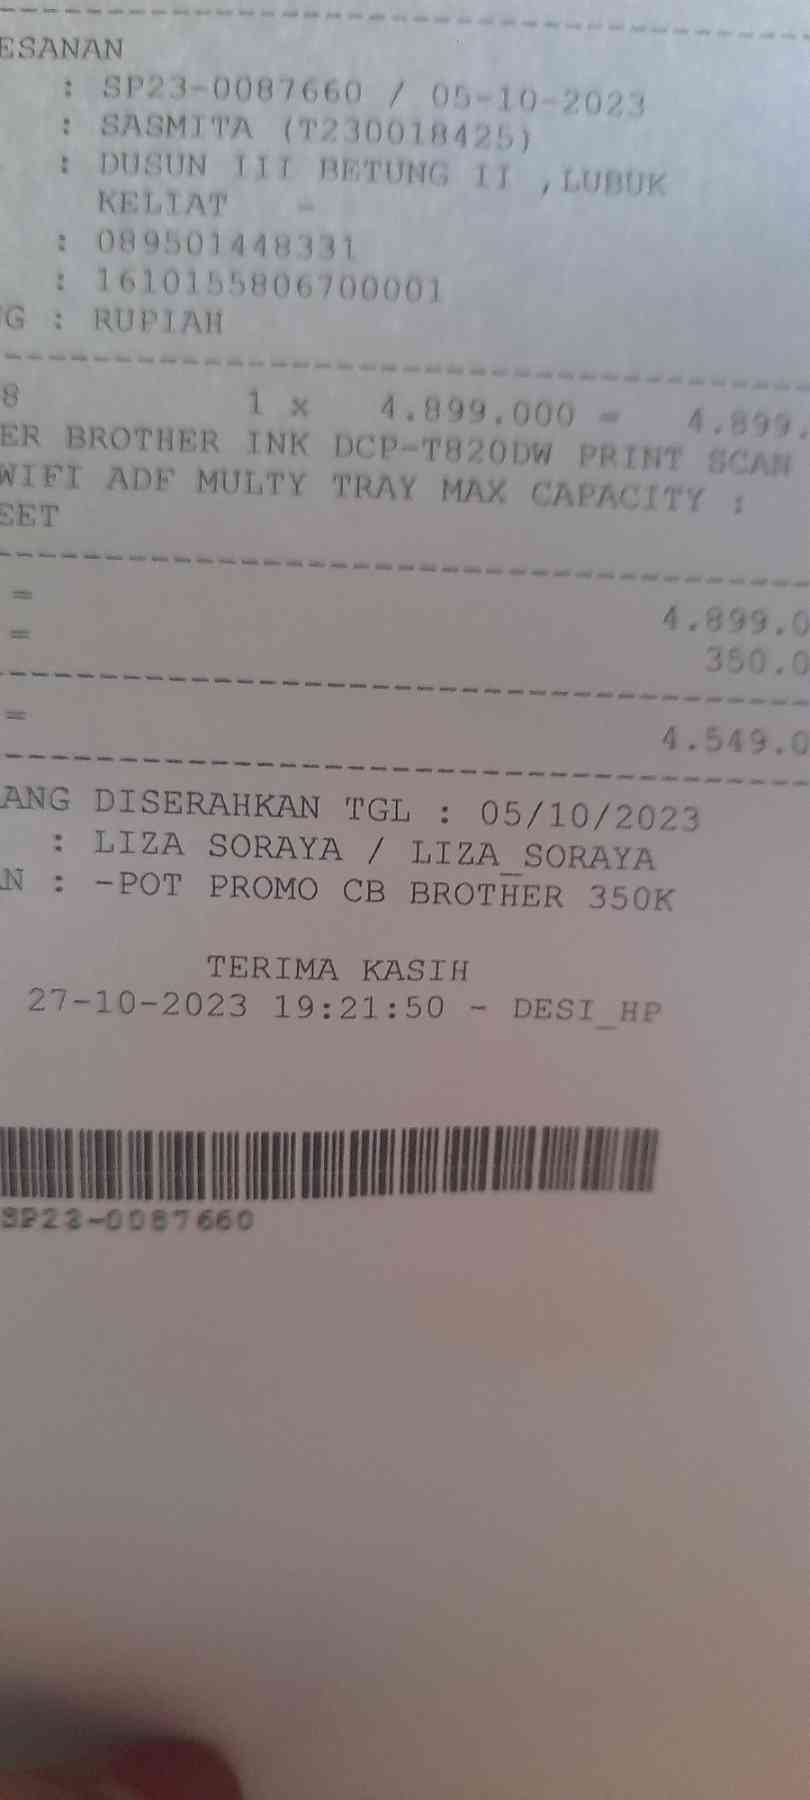 ESANAN
: SP23-0087660 / 05-10-2023
: SASMITA (T230018425)
: DUSUN III BETUNG II ,LUBUK
KELIAT -
: 089501448331
: 1610155806700001
G : RUPIAH
8 1 x 4.899.000 = 4.899.
ER BROTHER INK DCP-T820DW PRINT SCAN
WIFI ADF MULTY TRAY MAX CAPACITY :
EET
= 4.899.0
= 350.0
= 4.549.0
ANG DISERAHKAN TGL : 05/10/2023
: LIZA SORAYA / LIZA_SORAYA
AN : -POT PROMO CB BROTHER 350K
TERIMA KASIH
27-10-2023 19:21:50 - DESI_HP
SP23-0087660